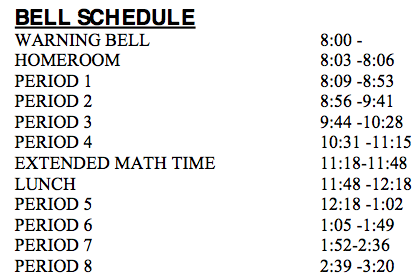 BELL SCHEDULE
WARNING BELL 8:00 -
HOMEROOM 8:03 -8:06
PERIOD 1 8:09 -8:53
PERIOD 2 8:56 -9:41
PERIOD 3 9:44 -10:28
PERIOD 4 10:31 -11:15
EXTENDED MATH TIME 11:18-11:48
LUNCH 11:48 -12:18
PERIOD 5 12:18 -1:02
PERIOD 6 1:05 -1:49
PERIOD 7 1:52-2:36
PERIOD 8 2:39 -3:20